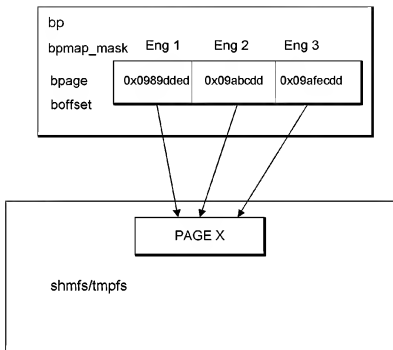 bp
bpmap_mask Eng 1 Eng 2 Eng 3
bpage 0x0989dded 0x09abcdd 0x09afecdd
boffset
PAGE X
shmfs/tmpfs